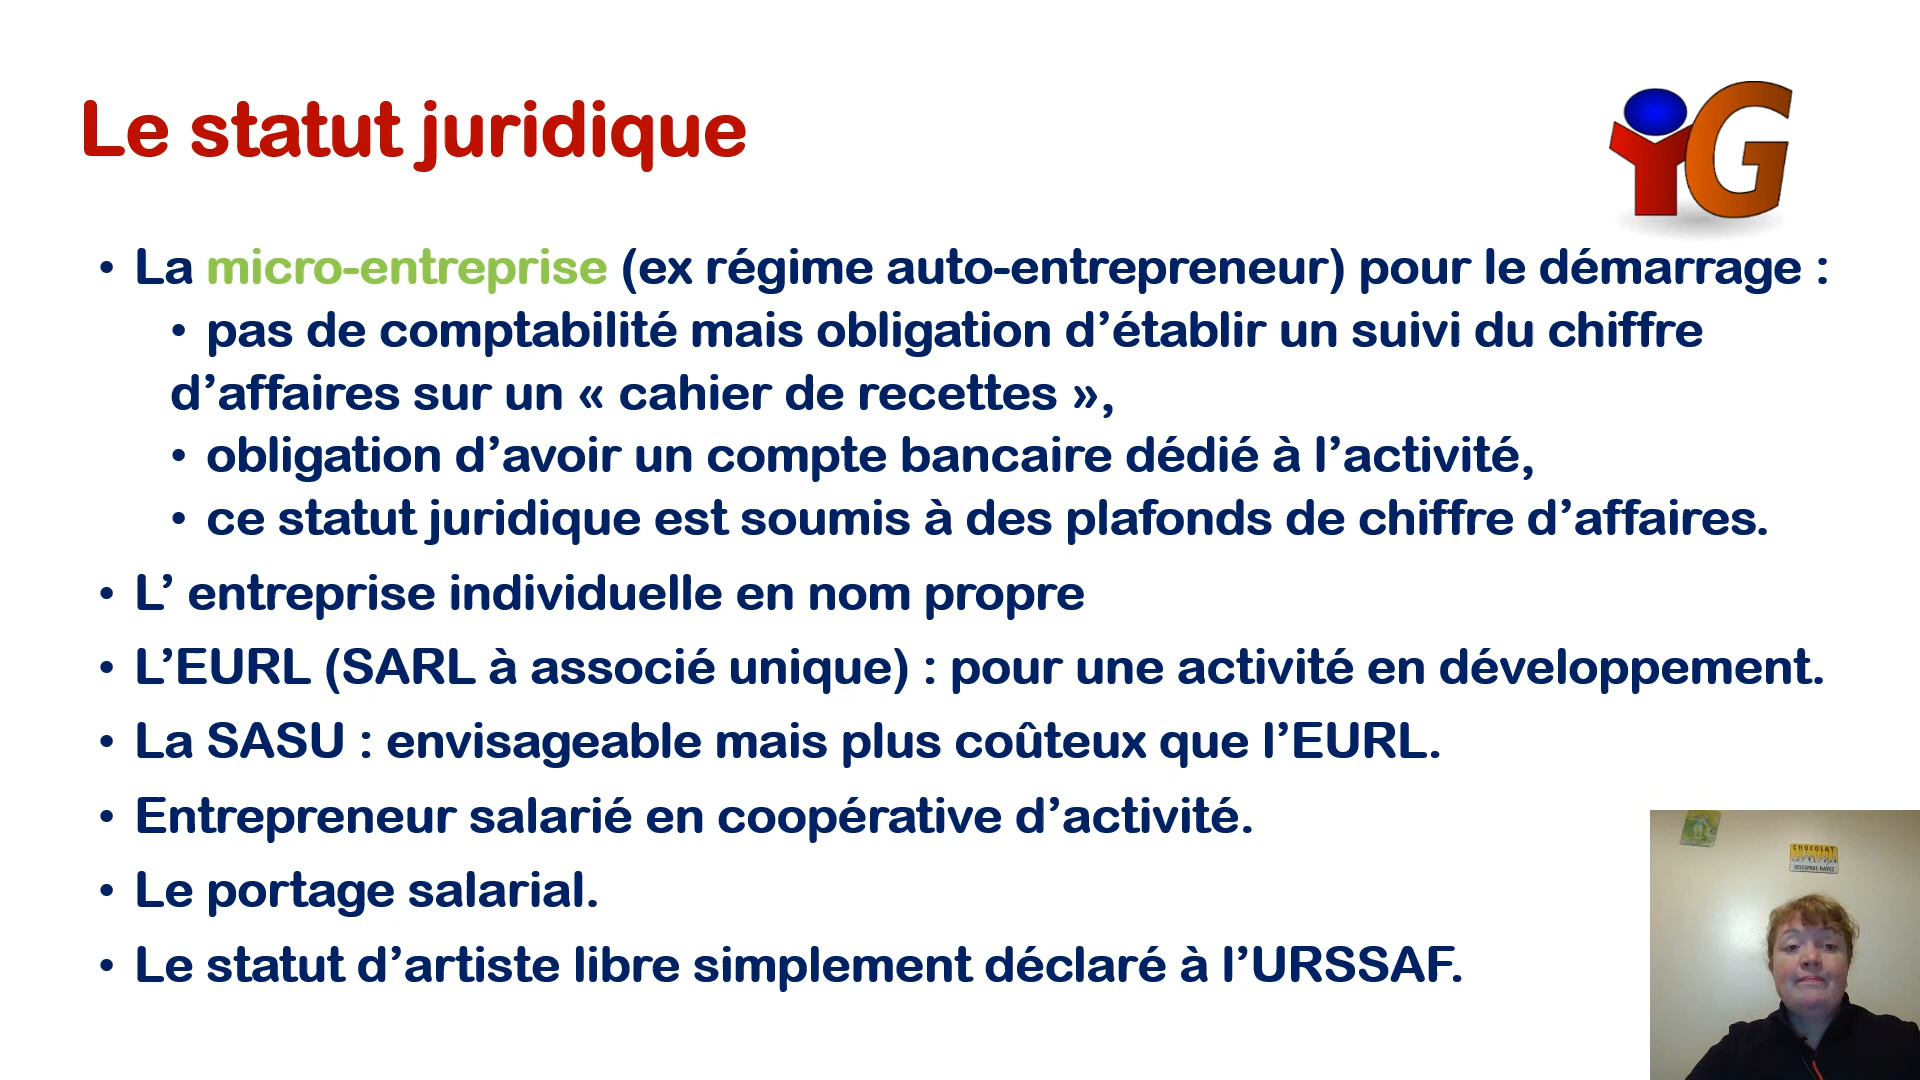 Le statut juridique
G
• La micro-entreprise (ex régime auto-entrepreneur) pour le démarrage :
• pas de comptabilité mais obligation d’établir un suivi du chiffre
d’affaires sur un « cahier de recettes »,
• obligation d’avoir un compte bancaire dédié à l’activité,
• ce statut juridique est soumis à des plafonds de chiffre d’affaires.
• L’ entreprise individuelle en nom propre
• L’EURL (SARL à associé unique) : pour une activité en développement.
• La SASU : envisageable mais plus coûteux que l’EURL.
• Entrepreneur salarié en coopérative d’activité.
• Le portage salarial.
• Le statut d’artiste libre simplement déclaré à l’URSSAF.
CHOCOLAT